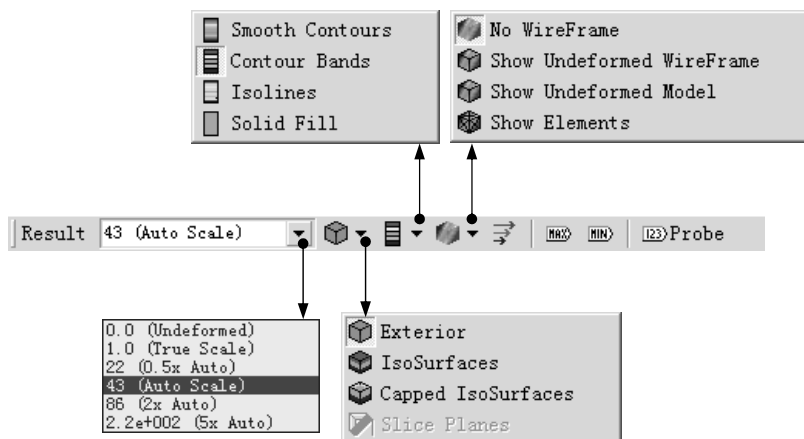 Smooth Contours
Contour Bands
Isolines
Solid Fill
No WireFrame
Show Undeformed WireFrame
Show Undeformed Model
Show Elements
Result 43 (Auto Scale) MAX MIN 123 Probe
0.0 (Undeformed)
1.0 (True Scale)
22 (0.5x Auto)
43 (Auto Scale)
86 (2x Auto)
2.2e+002 (5x Auto)
Exterior
IsoSurfaces
Capped IsoSurfaces
Slice Planes